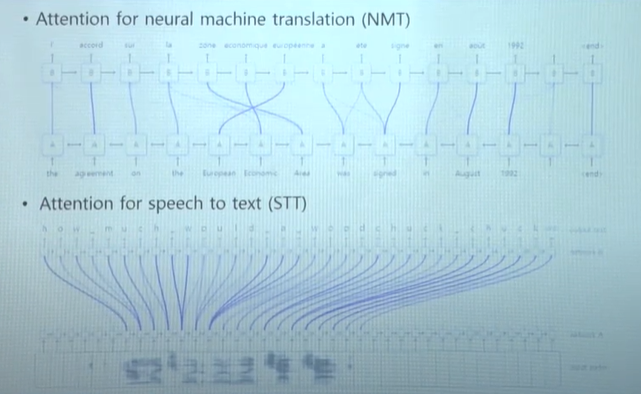 • Attention for neural machine translation (NMT)
accord sur la zone économique européenne a été signé en août 1992 <end>
the agreement on the European Economic Area was signed in August 1992 <end>
• Attention for speech to text (STT)
h o w _ m u c h _ w o u l d _ a _ w o o d c h u c k _ c h u c k